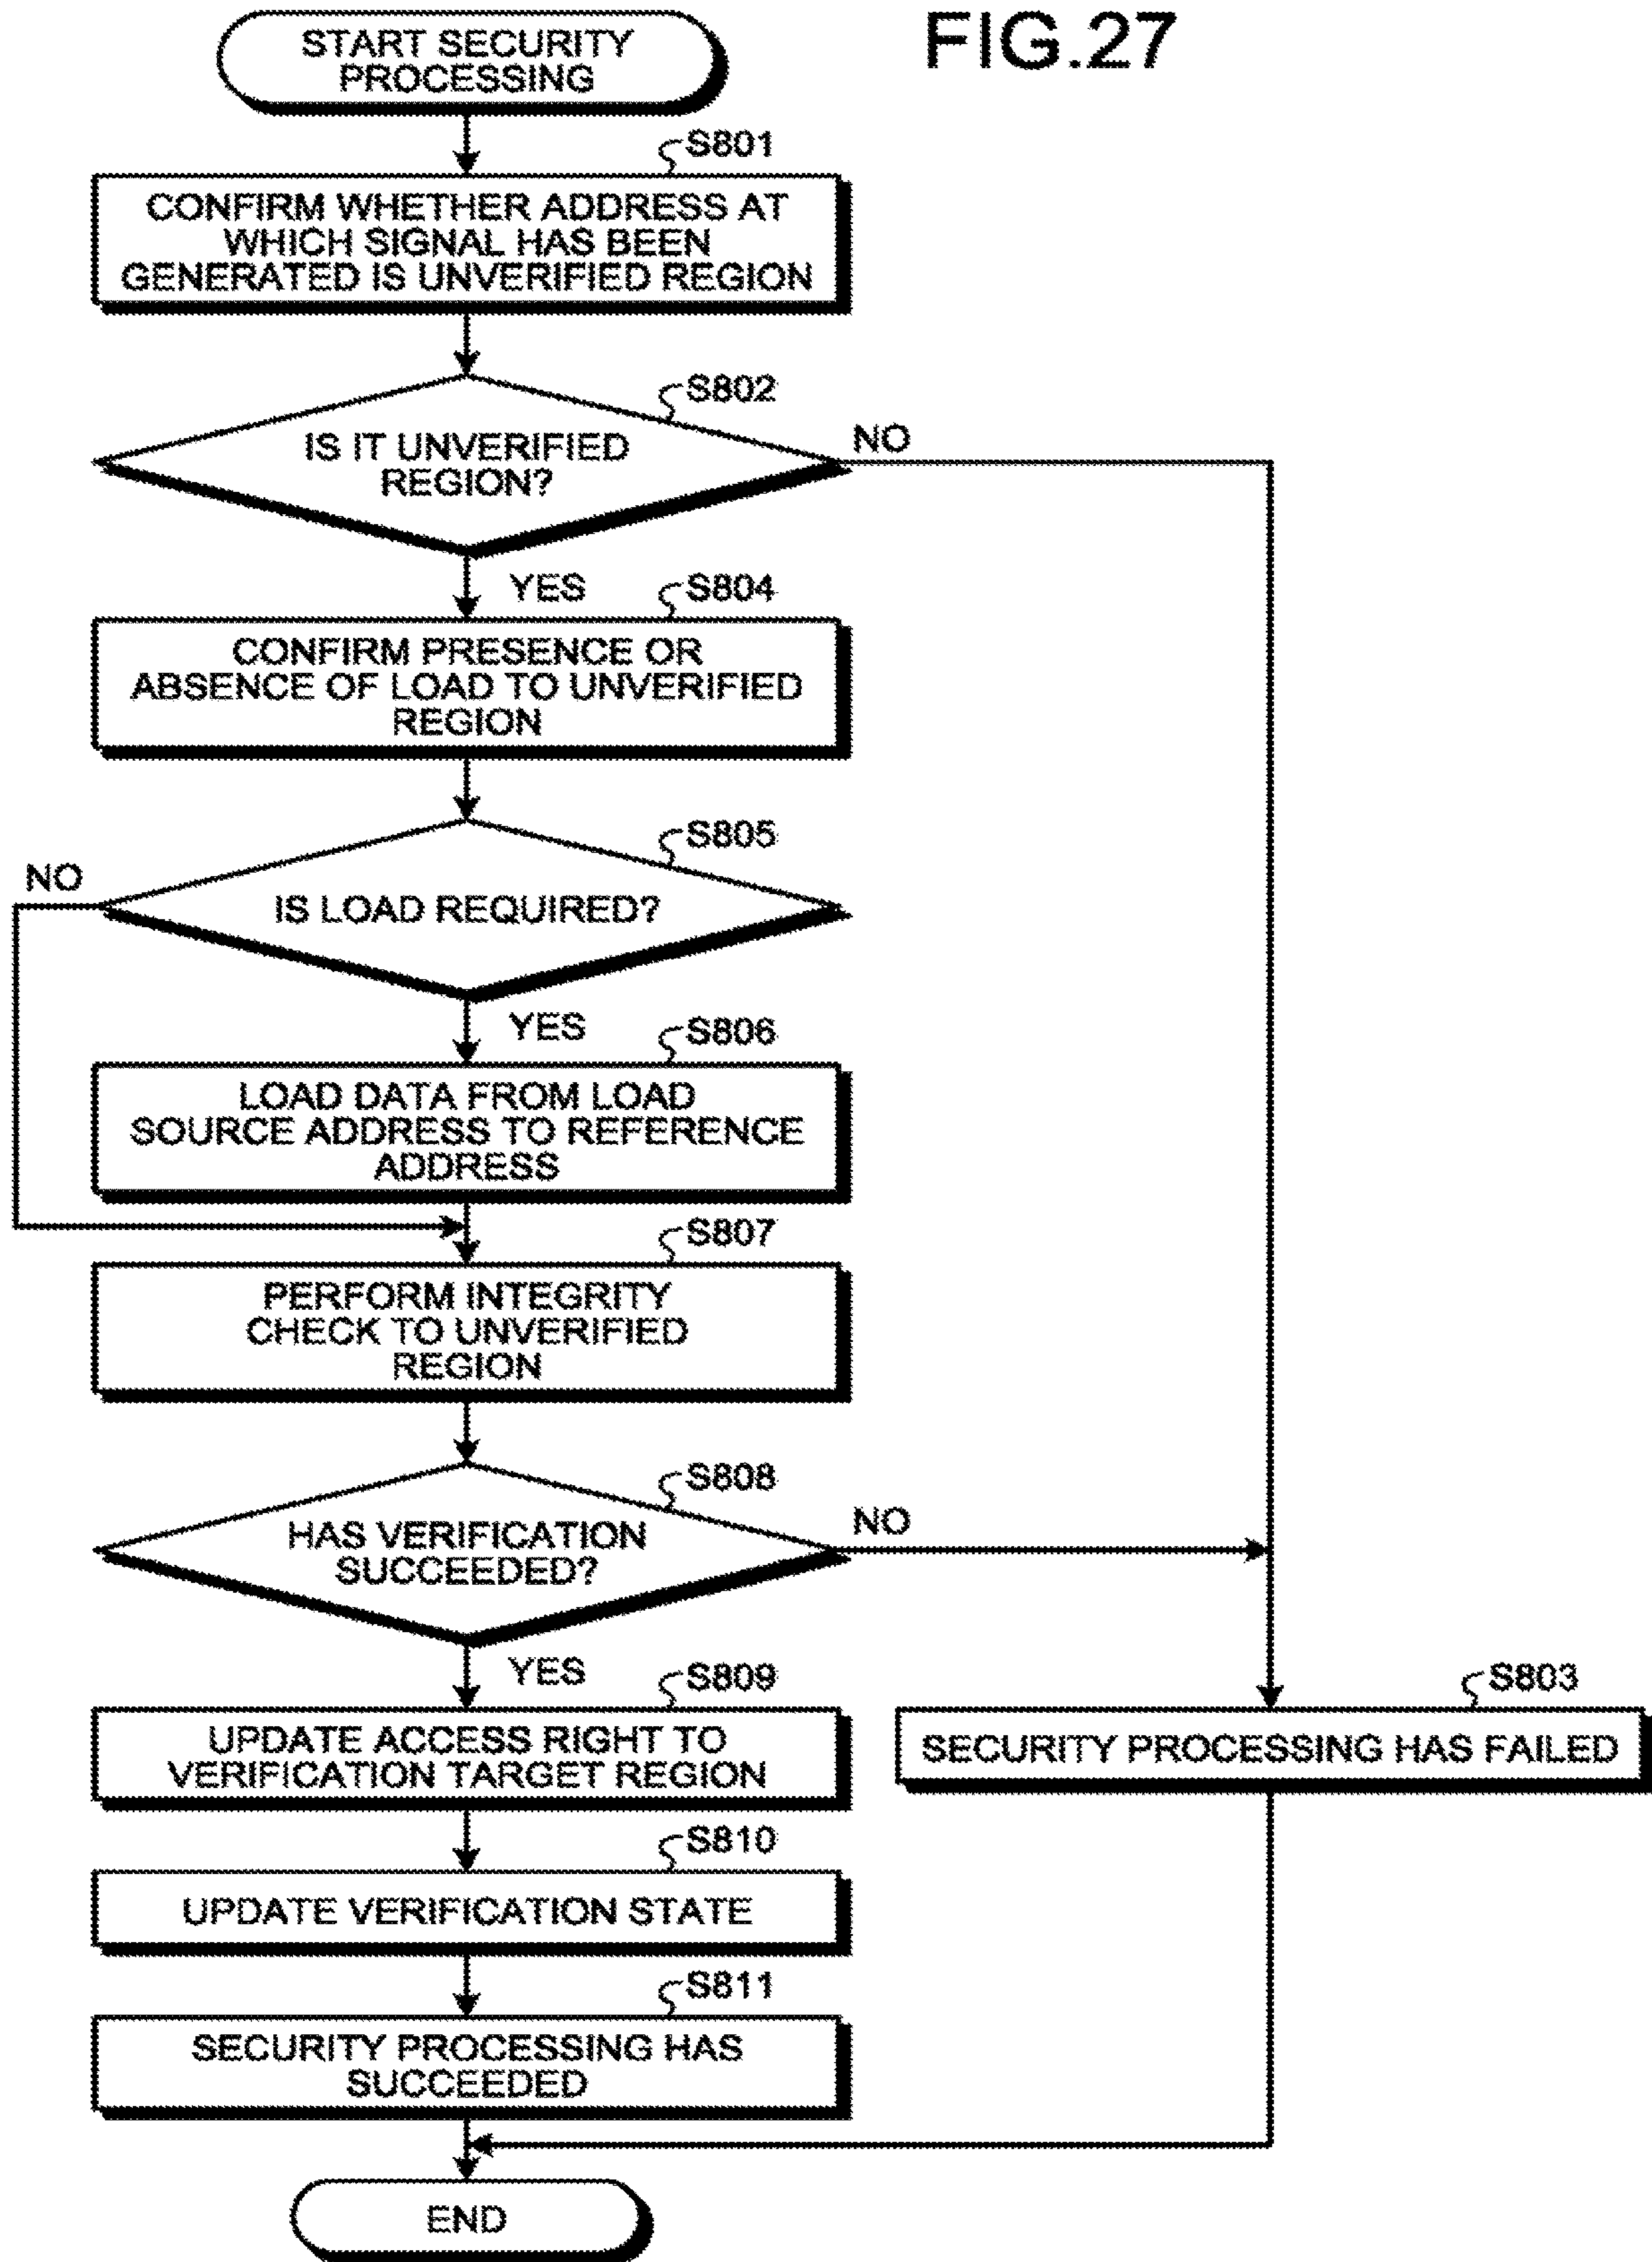 FIG.27
START SECURITY
PROCESSING
S801
CONFIRM WHETHER ADDRESS AT
WHICH SIGNAL HAS BEEN
GENERATED IS UNVERIFIED REGION
S802
IS IT UNVERIFIED
REGION?
NO
YES
S804
CONFIRM PRESENCE OR
ABSENCE OF LOAD TO UNVERIFIED
REGION
S805
NO
IS LOAD REQUIRED?
YES
S806
LOAD DATA FROM LOAD
SOURCE ADDRESS TO REFERENCE
ADDRESS
S807
PERFORM INTEGRITY
CHECK TO UNVERIFIED
REGION
S808
HAS VERIFICATION
SUCCEEDED?
NO
YES
S809
UPDATE ACCESS RIGHT TO
VERIFICATION TARGET REGION
S803
SECURITY PROCESSING HAS FAILED
S810
UPDATE VERIFICATION STATE
S811
SECURITY PROCESSING HAS
SUCCEEDED
END